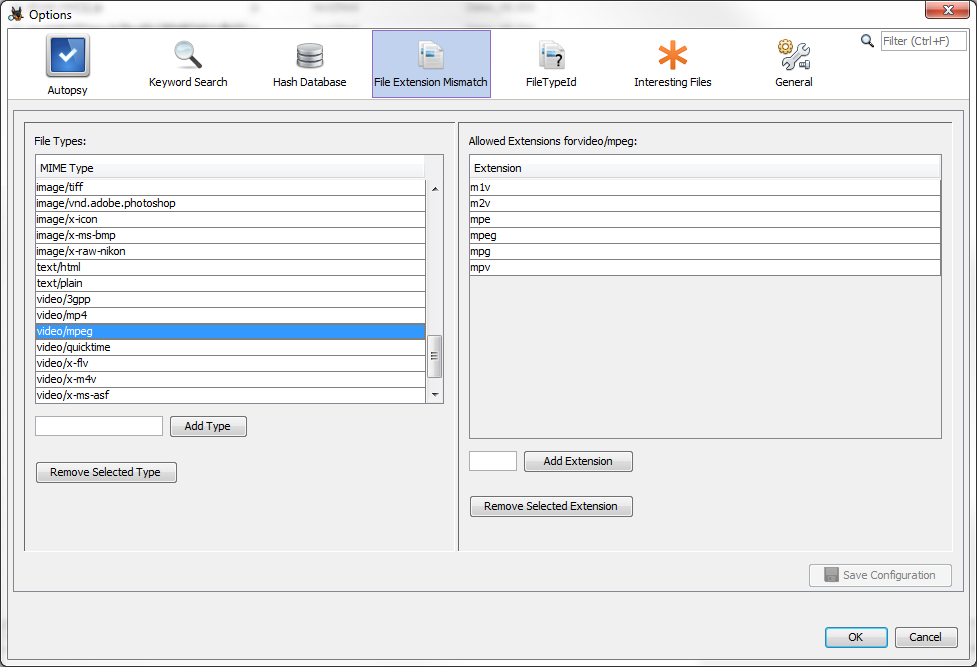 Options
Autopsy
Keyword Search
Hash Database
File Extension Mismatch
FileTypeId
Interesting Files
General
Filter (Ctrl+F)
File Types:
MIME Type
image/tiff
image/vnd.adobe.photoshop
image/x-icon
image/x-ms-bmp
image/x-raw-nikon
text/html
text/plain
video/3gpp
video/mp4
video/mpeg
video/quicktime
video/x-flv
video/x-m4v
video/x-ms-asf
Add Type
Remove Selected Type
Allowed Extensions forvideo/mpeg:
Extension
m1v
m2v
mpe
mpeg
mpg
mpv
Add Extension
Remove Selected Extension
Save Configuration
OK
Cancel